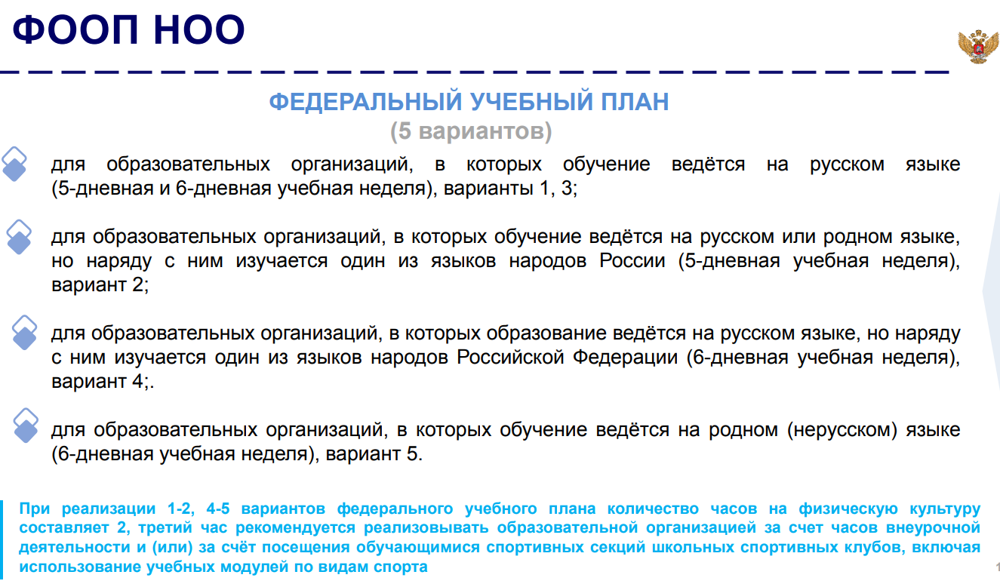 ФООП НОО
ФЕДЕРАЛЬНЫЙ УЧЕБНЫЙ ПЛАН
(5 вариантов)
для образовательных организаций, в которых обучение ведётся на русском языке
(5-дневная и 6-дневная учебная неделя), варианты 1, 3;
для образовательных организаций, в которых обучение ведётся на русском или родном языке,
но наряду с ним изучается один из языков народов России (5-дневная учебная неделя),
вариант 2;
для образовательных организаций, в которых образование ведётся на русском языке, но наряду
с ним изучается один из языков народов Российской Федерации (6-дневная учебная неделя),
вариант 4;.
для образовательных организаций, в которых обучение ведётся на родном (нерусском) языке
(6-дневная учебная неделя), вариант 5.
При реализации 1-2, 4-5 вариантов федерального учебного плана количество часов на физическую культуру
составляет 2, третий час рекомендуется реализовывать образовательной организацией за счет часов внеурочной
деятельности и (или) за счёт посещения обучающимися спортивных секций школьных спортивных клубов, включая
использование учебных модулей по видам спорта
1